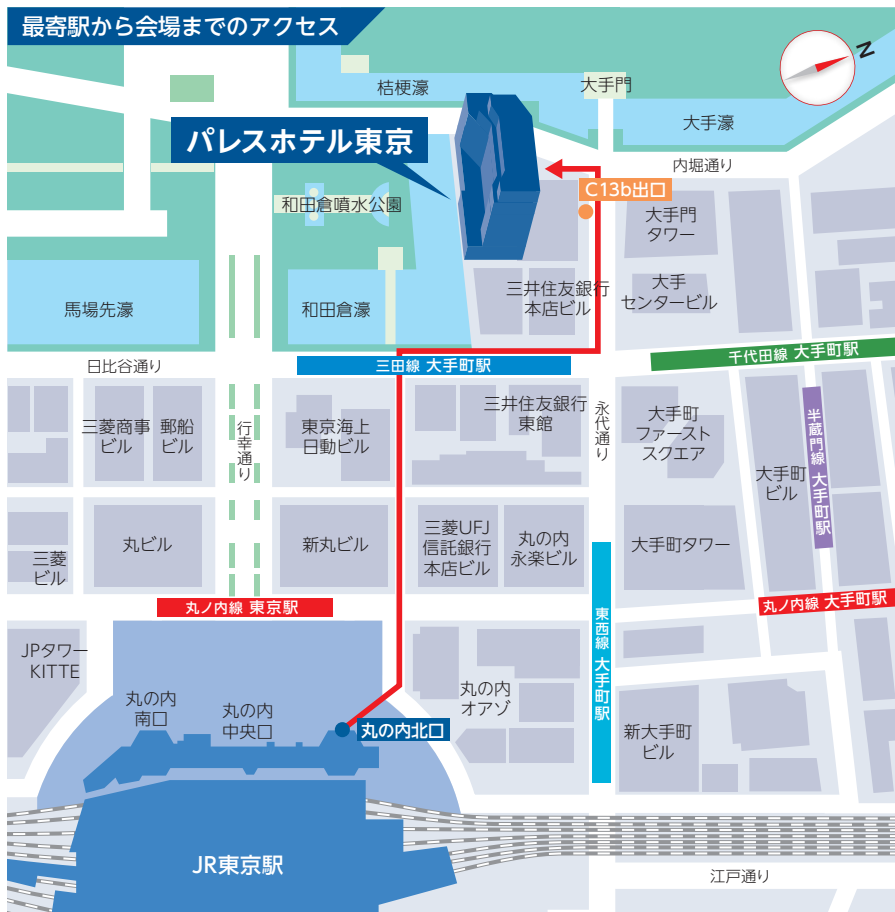 最寄駅から会場までのアクセス
N
桔梗濠
大手門
大手濠
パレスホテル東京
内堀通り
C13b出口
和田倉噴水公園
大手門
タワー
馬場先濠
和田倉濠
三井住友銀行
本店ビル
大手
センタービル
日比谷通り
三田線 大手町駅
千代田線 大手町駅
三菱商事
ビル
郵船
ビル
行幸通り
東京海上
日動ビル
三井住友銀行
東館
永代通り
大手町
ファースト
スクエア
大手町
ビル
半蔵門線 大手町駅
三菱
ビル
丸ビル
新丸ビル
三菱UFJ
信託銀行
本店ビル
丸の内
永楽ビル
大手町タワー
丸ノ内線 東京駅
東西線 大手町駅
丸ノ内線 大手町駅
JPタワー
KITTE
丸の内
南口
丸の内
中央口
丸の内北口
丸の内
オアゾ
新大手町
ビル
JR東京駅
江戸通り